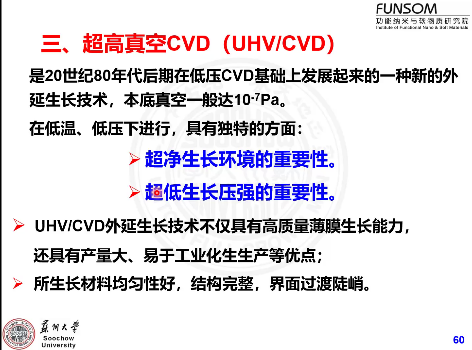 FUNSOM
功能纳米与软物质研究院
Institute of Functional Nano & Soft Materials
三、超高真空CVD（UHV/CVD）
是20世纪80年代后期在低压CVD基础上发展起来的一种新的外
延生长技术，本底真空一般达10⁻⁷Pa。
在低温、低压下进行，具有独特的方面：
➢ 超净生长环境的重要性。
➢ 超低生长压强的重要性。
➢ UHV/CVD外延生长技术不仅具有高质量薄膜生长能力，
还具有产量大、易于工业化生生产等优点；
➢ 所生长材料均匀性好，结构完整，界面过渡陡峭。
苏州大学
Soochow
University
60